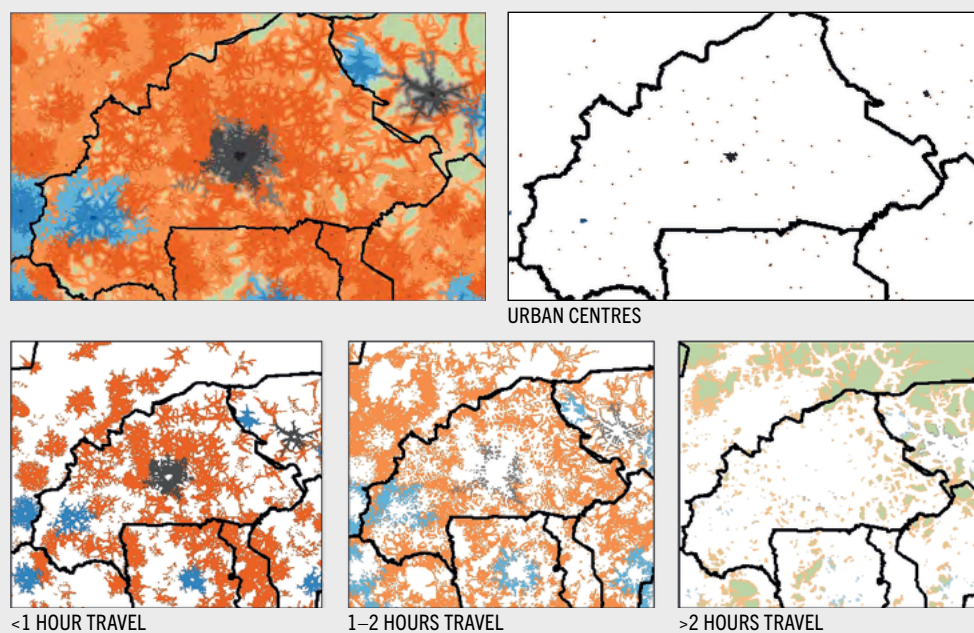 URBAN CENTRES
<1 HOUR TRAVEL
1–2 HOURS TRAVEL
>2 HOURS TRAVEL